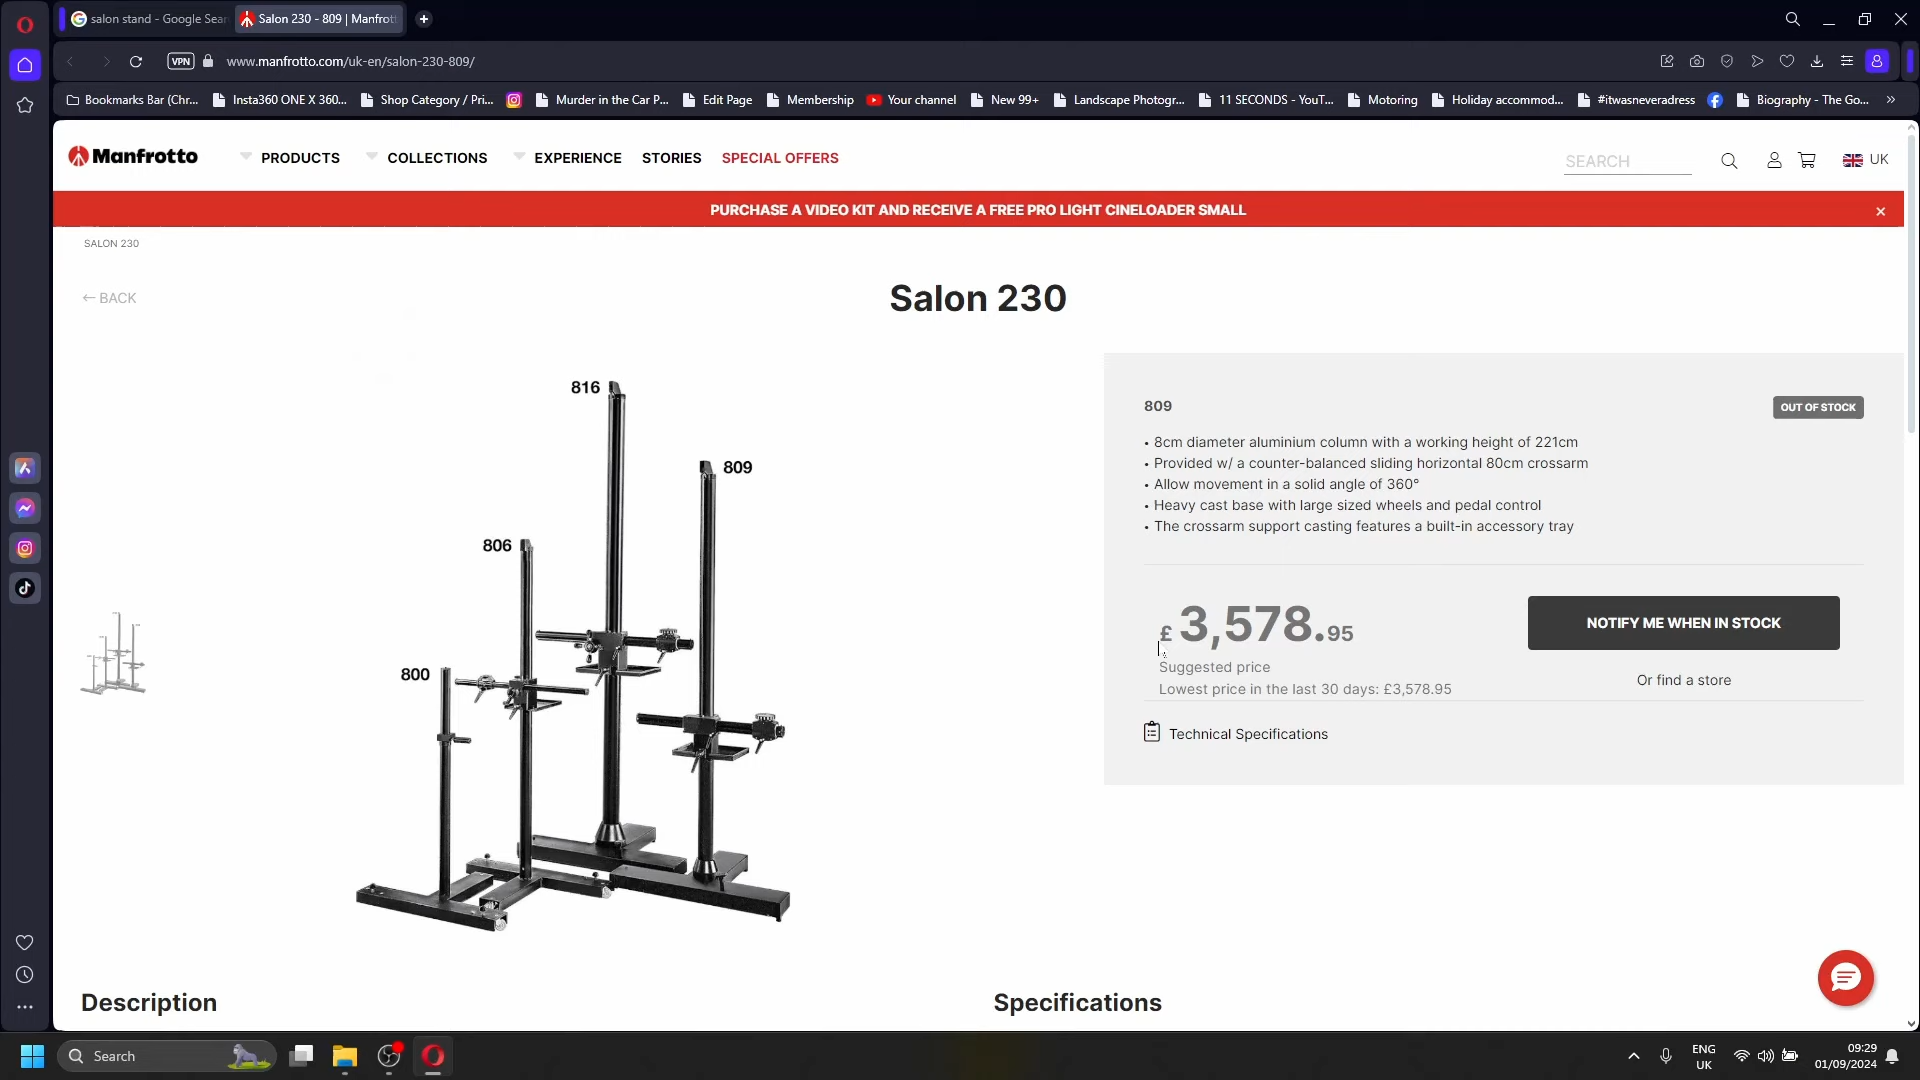 salon stand - Google Sear
Salon 230 - 809 | Manfrott
VPN
www.manfrotto.com/uk-en/salon-230-809/
Bookmarks Bar (Chr...
Insta360 ONE X 360...
Shop Category / Pri...
Murder in the Car P...
Edit Page
Membership
Your channel
New 99+
Landscape Photogr...
11 SECONDS - YouT...
Motoring
Holiday accommod...
#itwasneveradress
Biography - The Go...
»
Manfrotto
PRODUCTS
COLLECTIONS
EXPERIENCE
STORIES
SPECIAL OFFERS
SEARCH
UK
PURCHASE A VIDEO KIT AND RECEIVE A FREE PRO LIGHT CINELOADER SMALL
SALON 230
← BACK
Salon 230
816
809
806
800
809
OUT OF STOCK
• 8cm diameter aluminium column with a working height of 221cm
• Provided w/ a counter-balanced sliding horizontal 80cm crossarm
• Allow movement in a solid angle of 360°
• Heavy cast base with large sized wheels and pedal control
• The crossarm support casting features a built-in accessory tray
£3,578.95
NOTIFY ME WHEN IN STOCK
Suggested price
Lowest price in the last 30 days: £3,578.95
Or find a store
Technical Specifications
Description
Specifications
Search
ENG
UK
09:29
01/09/2024